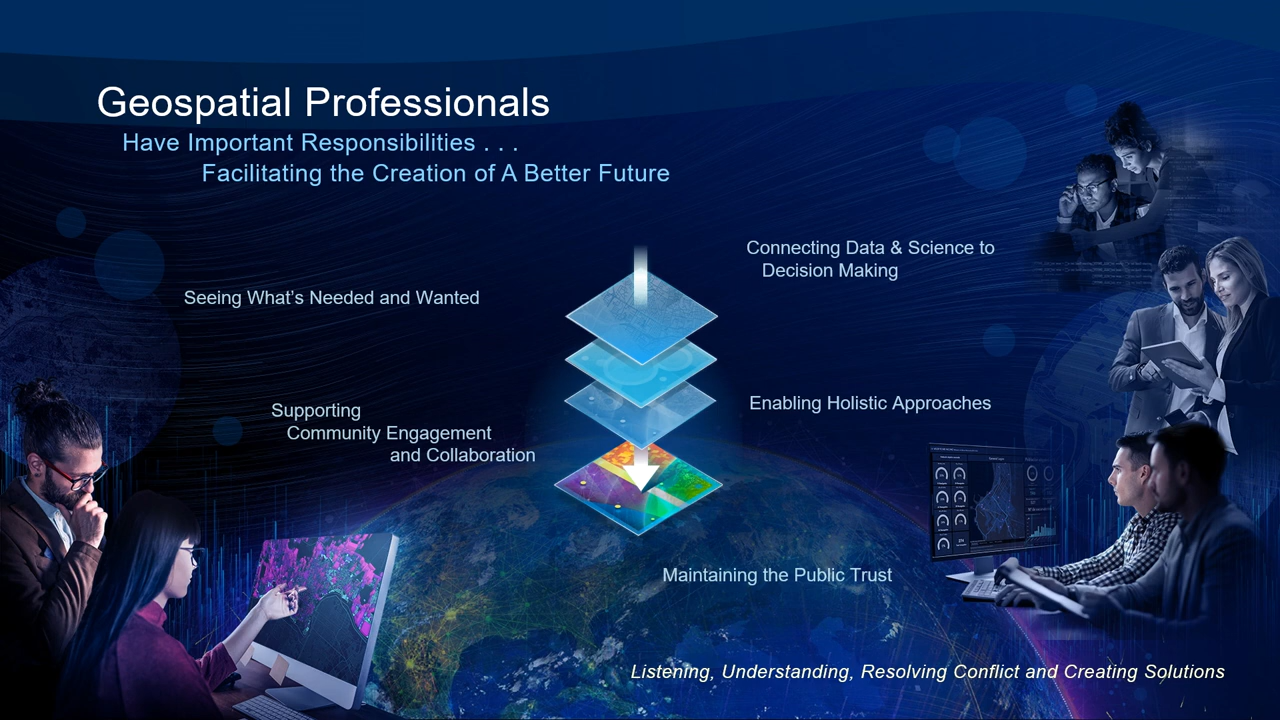 Geospatial Professionals
Have Important Responsibilities . . .
Facilitating the Creation of A Better Future
Connecting Data & Science to
Decision Making
Seeing What’s Needed and Wanted
Enabling Holistic Approaches
Supporting
Community Engagement
and Collaboration
Maintaining the Public Trust
Listening, Understanding, Resolving Conflict and Creating Solutions